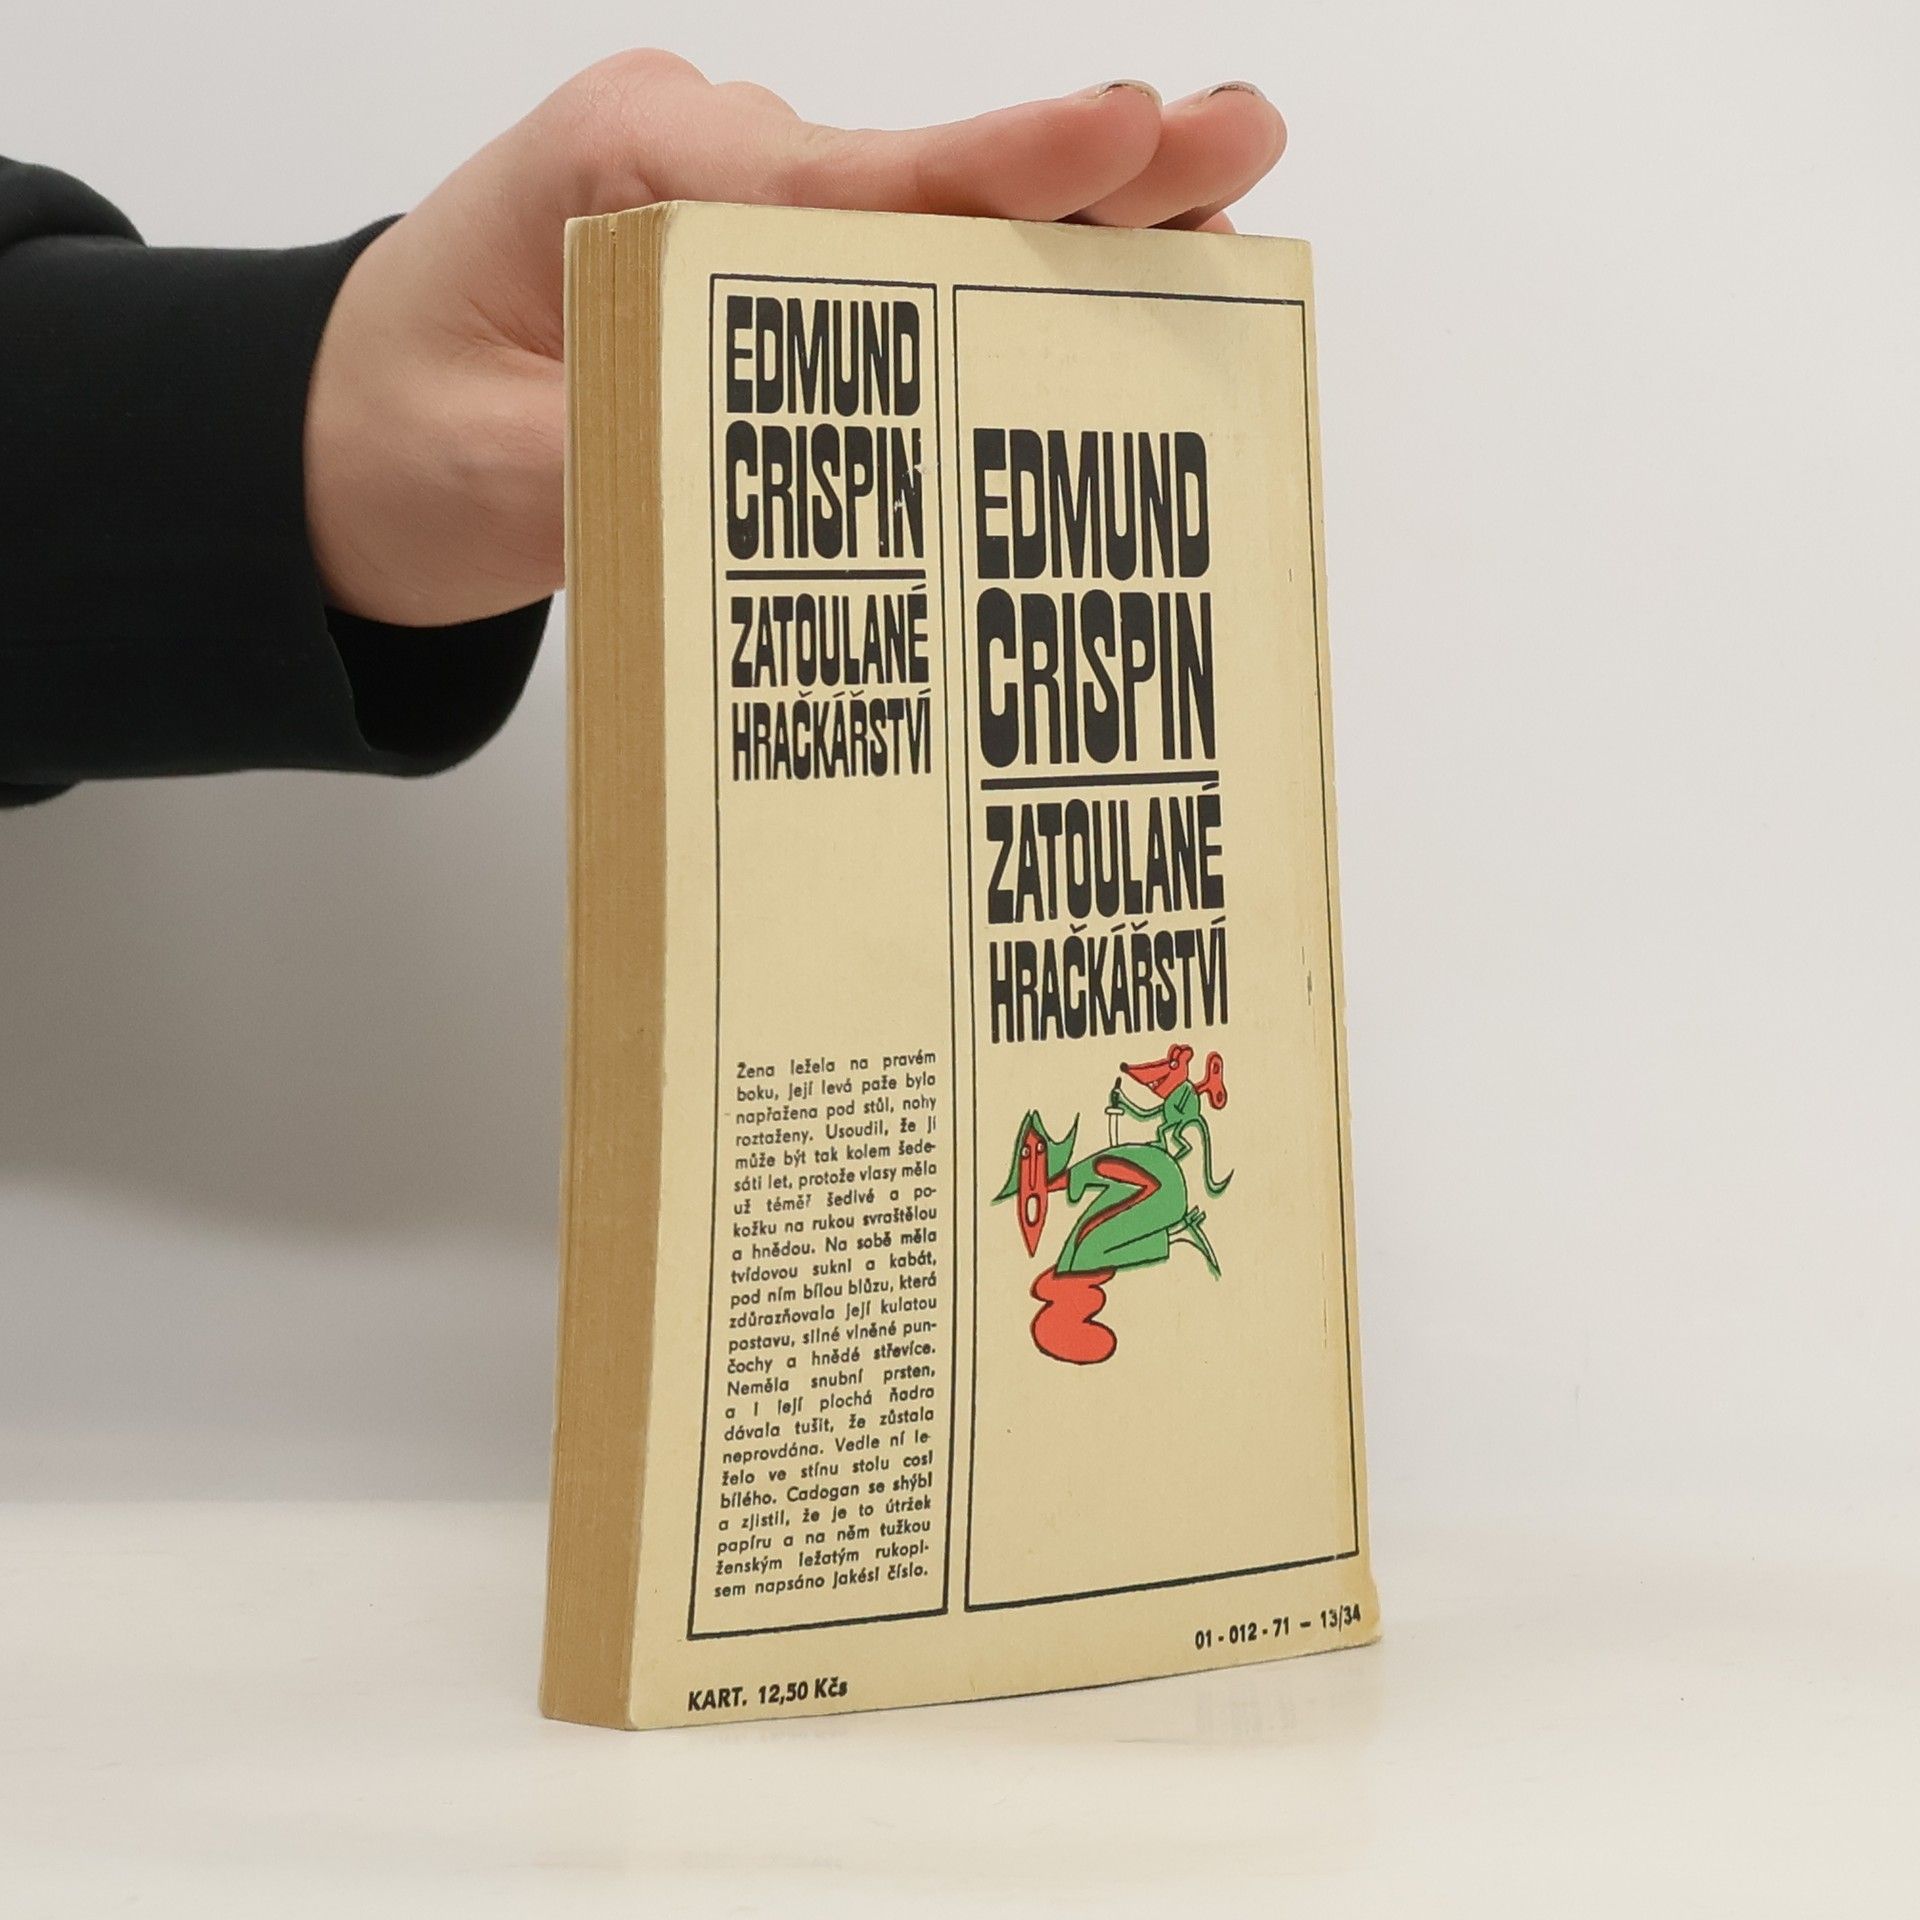 EDMUND
CRISPIN
ZATOULANÉ
HRAČKÁŘSTVÍ
Žena ležela na pravém
boku, její levá paže byla
napřažena pod stůl, nohy
roztaženy. Usoudil, že jí
může být tak kolem šede-
sáti let, protože vlasy měla
už téměř šedivé a po-
kožku na rukou svraštělou
a hnědou. Na sobě měla
tvídovou sukni a kabát,
pod ním bílou blůzu, která
zdůrazňovala její kulatou
postavu, silné vlněné pun-
čochy a hnědé střevíce.
Neměla snubní prsten,
a i její plochá ňadra
dávala tušit, že zůstala
neprovdána. Vedle ní le-
želo ve stínu stolu cosi
bílého. Cadogan se shýbl
a zjistil, že je to útržek
papíru a na něm tužkou
ženským ležatým rukopi-
sem napsáno jakési číslo.
EDMUND
CRISPIN
ZATOULANÉ
HRAČKÁŘSTVÍ
KART. 12,50 Kčs
01 - 012 - 71 — 13/34